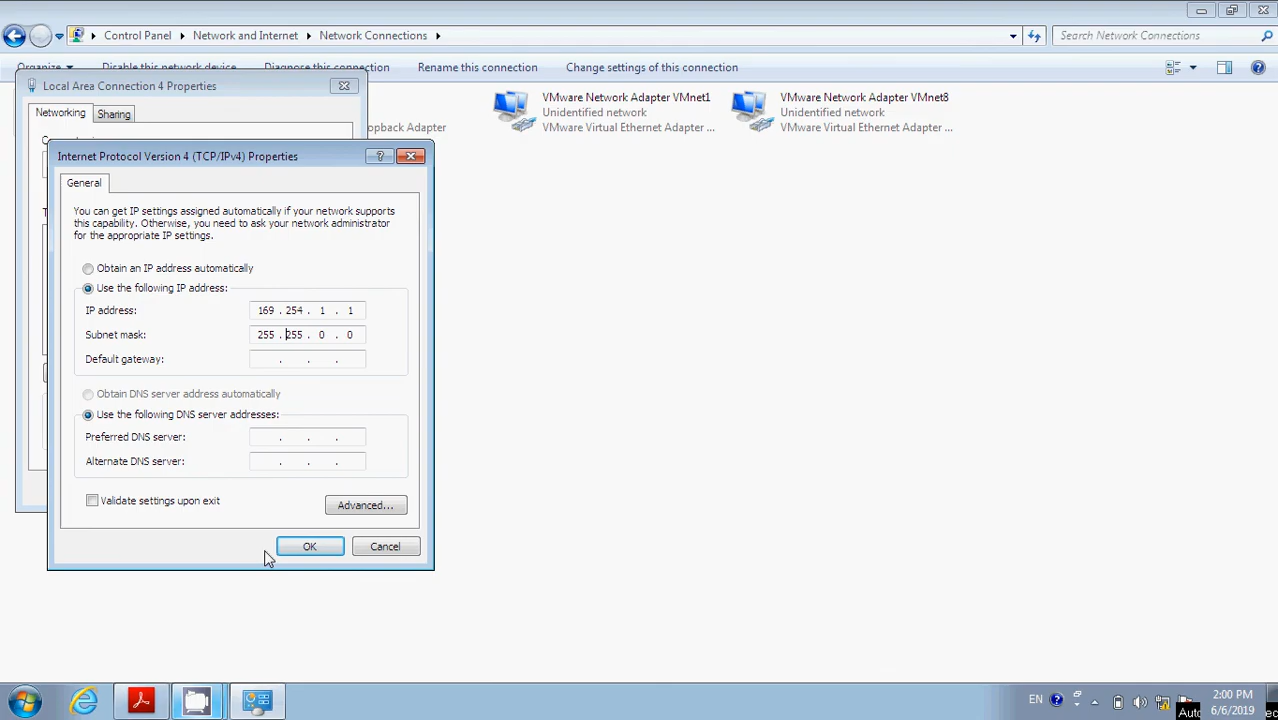 Control Panel
Network and Internet
Network Connections
Search Network Connections
Organize
Disable this network device
Diagnose this connection
Rename this connection
Change settings of this connection
Local Area Connection 4 Properties
Networking
Sharing
opback Adapter
VMware Network Adapter VMnet1
Unidentified network
VMware Virtual Ethernet Adapter ...
VMware Network Adapter VMnet8
Unidentified network
VMware Virtual Ethernet Adapter ...
Internet Protocol Version 4 (TCP/IPv4) Properties
General
You can get IP settings assigned automatically if your network supports
this capability. Otherwise, you need to ask your network administrator
for the appropriate IP settings.
Obtain an IP address automatically
Use the following IP address:
IP address: 169 . 254 . 1 . 1
Subnet mask: 255 . 255 . 0 . 0
Default gateway: . . .
Obtain DNS server address automatically
Use the following DNS server addresses:
Preferred DNS server: . . .
Alternate DNS server: . . .
Validate settings upon exit
Advanced...
OK
Cancel
EN
2:00 PM
6/6/2019